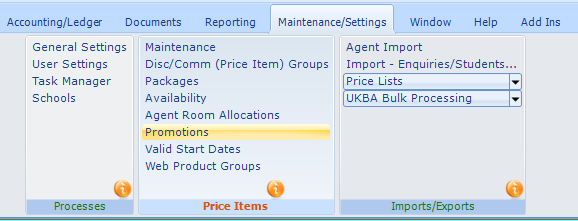 Accounting/Ledger Documents Reporting Maintenance/Settings Window Help Add Ins
General Settings
User Settings
Task Manager
Schools
Processes
Maintenance
Disc/Comm (Price Item) Groups
Packages
Availability
Agent Room Allocations
Promotions
Valid Start Dates
Web Product Groups
Price Items
Agent Import
Import - Enquiries/Students...
Price Lists
UKBA Bulk Processing
Imports/Exports